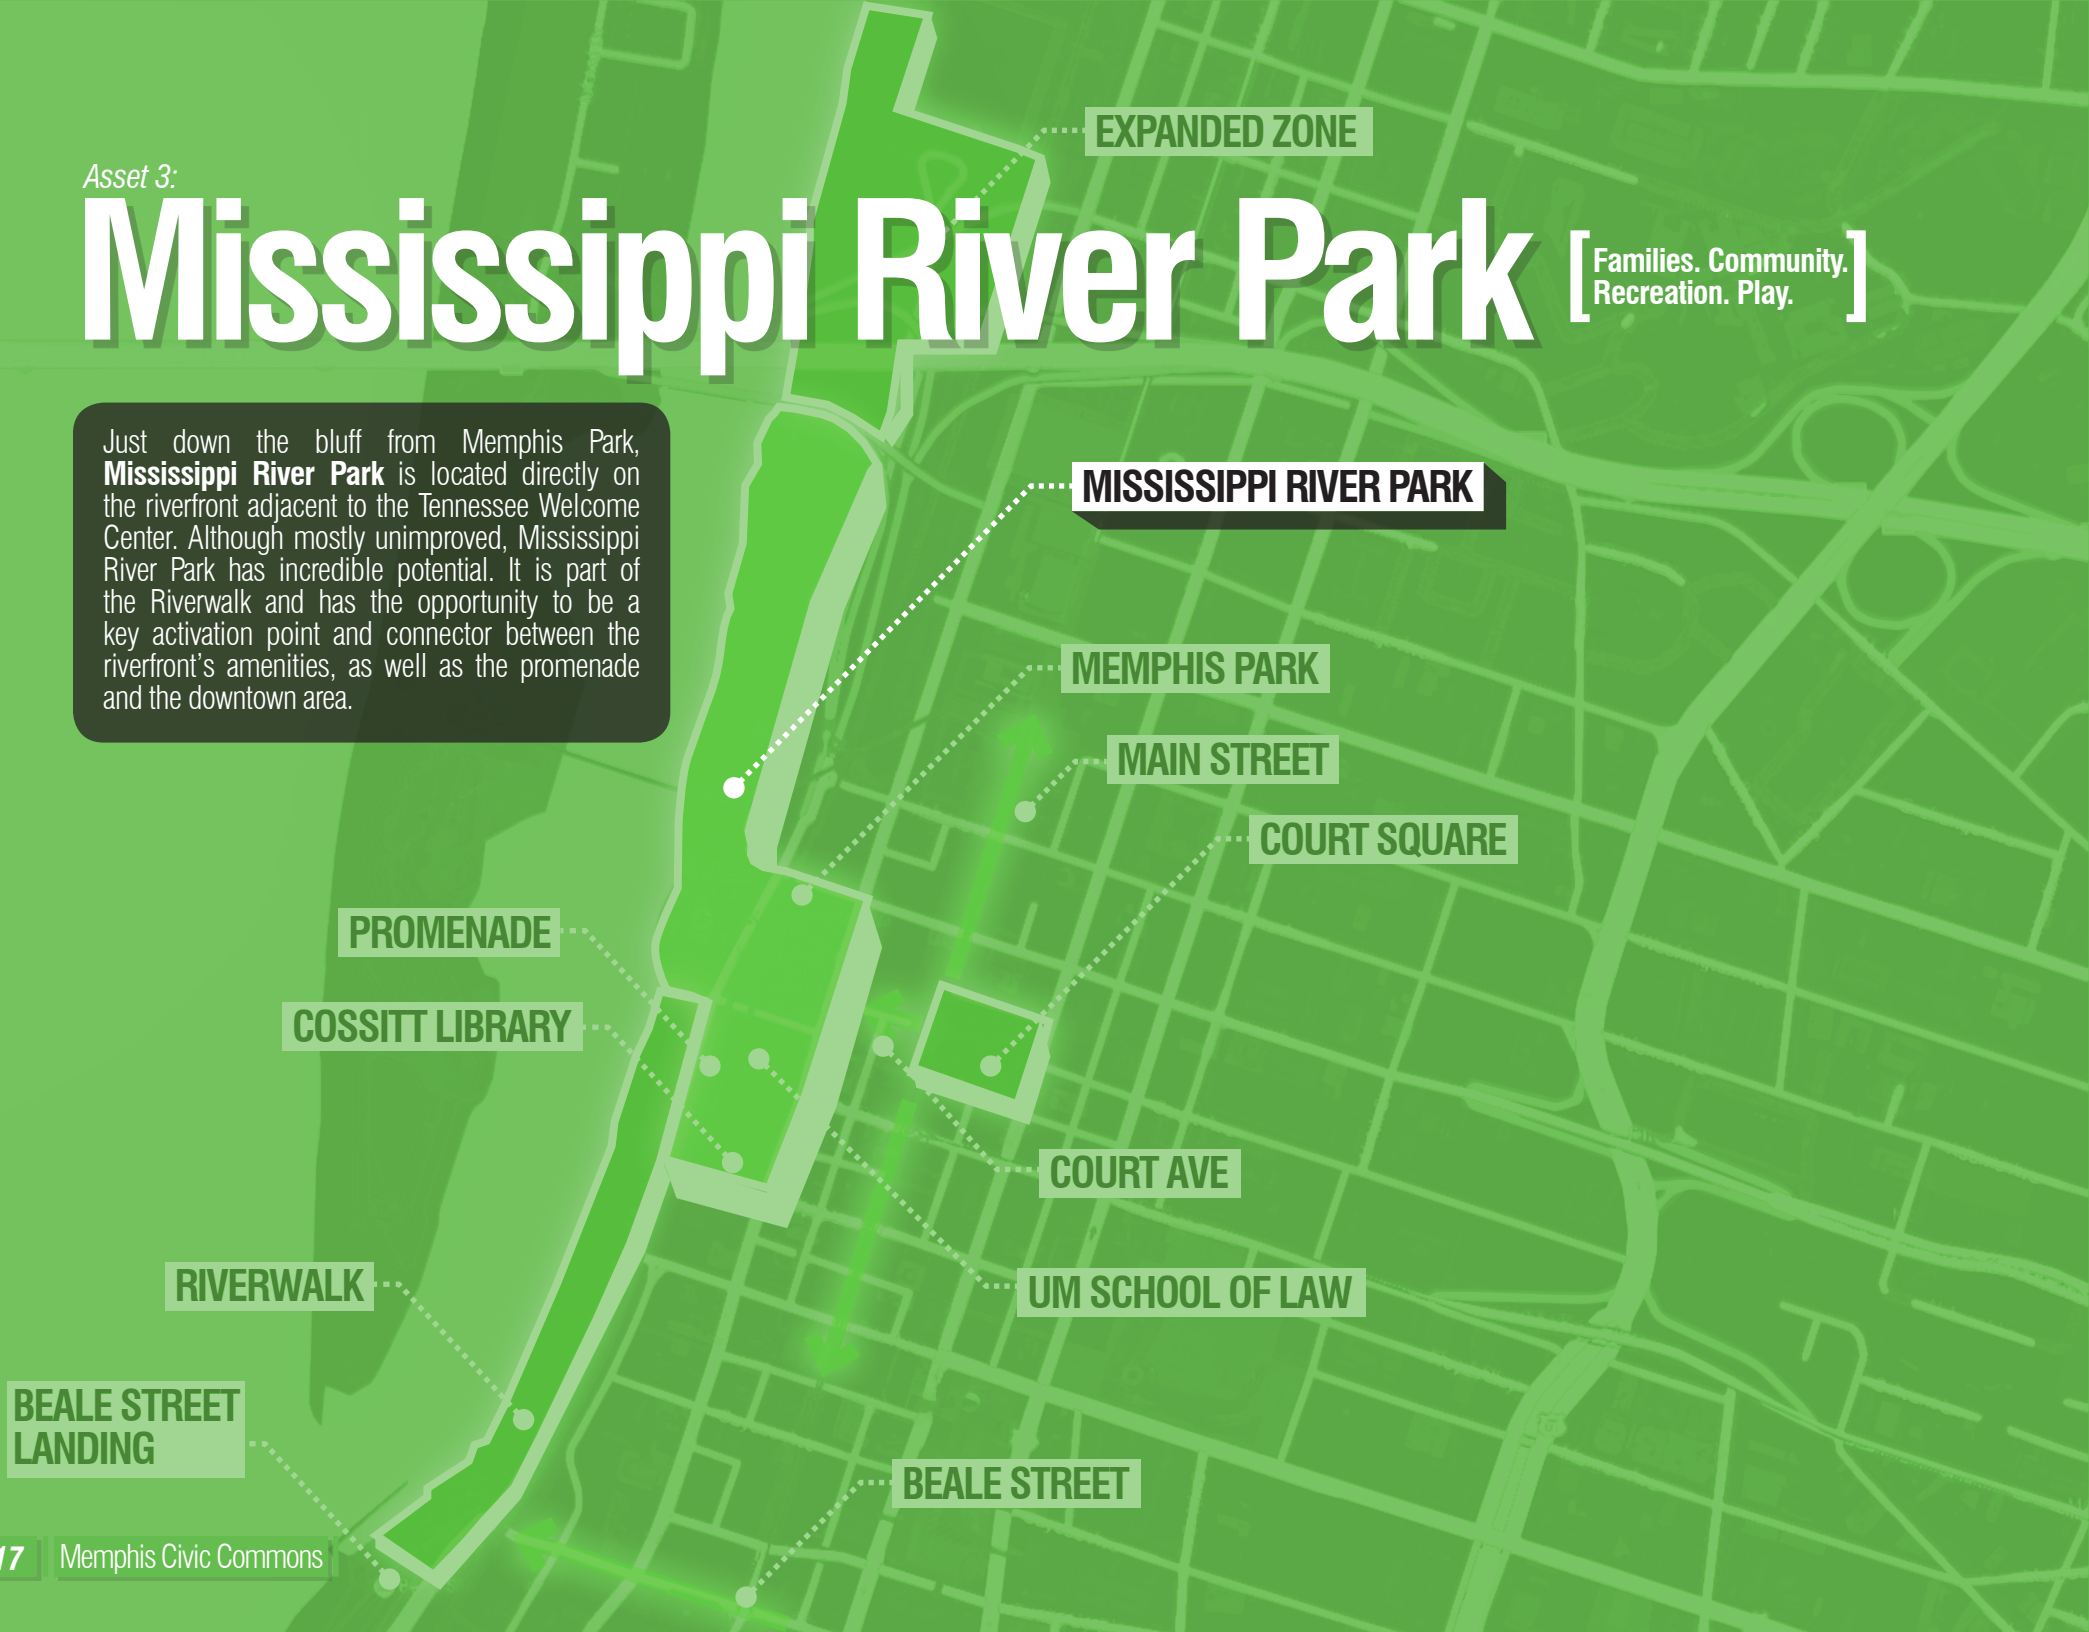 Asset 3:
Mississippi River Park
[Families. Community.
Recreation. Play.]
Just down the bluff from Memphis Park,
Mississippi River Park is located directly on
the riverfront adjacent to the Tennessee Welcome
Center. Although mostly unimproved, Mississippi
River Park has incredible potential. It is part of
the Riverwalk and has the opportunity to be a
key activation point and connector between the
riverfront's amenities, as well as the promenade
and the downtown area.
EXPANDED ZONE
MISSISSIPPI RIVER PARK
MEMPHIS PARK
MAIN STREET
COURT SQUARE
PROMENADE
COSSITT LIBRARY
COURT AVE
UM SCHOOL OF LAW
RIVERWALK
BEALE STREET
LANDING
BEALE STREET
17
Memphis Civic Commons